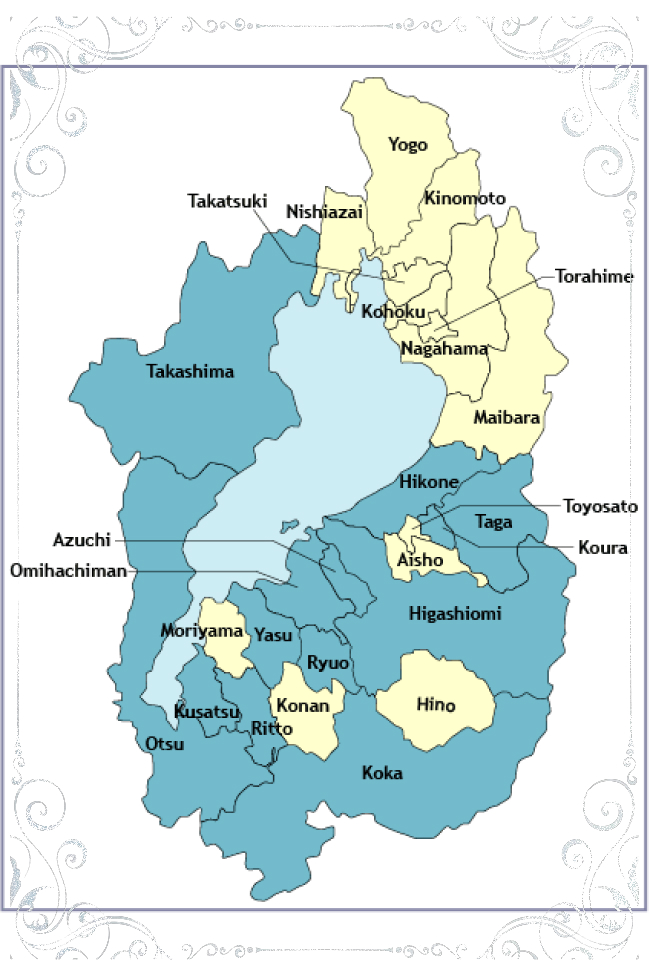 Yogo
Kinomoto
Takatsuki
Nishiazai
Torahime
Kohoku
Nagahama
Takashima
Maibara
Hikone
Toyosato
Taga
Azuchi
Koura
Aisho
Omihachiman
Higashiomi
Moriyama
Yasu
Ryuo
Konan
Hino
Kusatsu
Ritto
Otsu
Koka